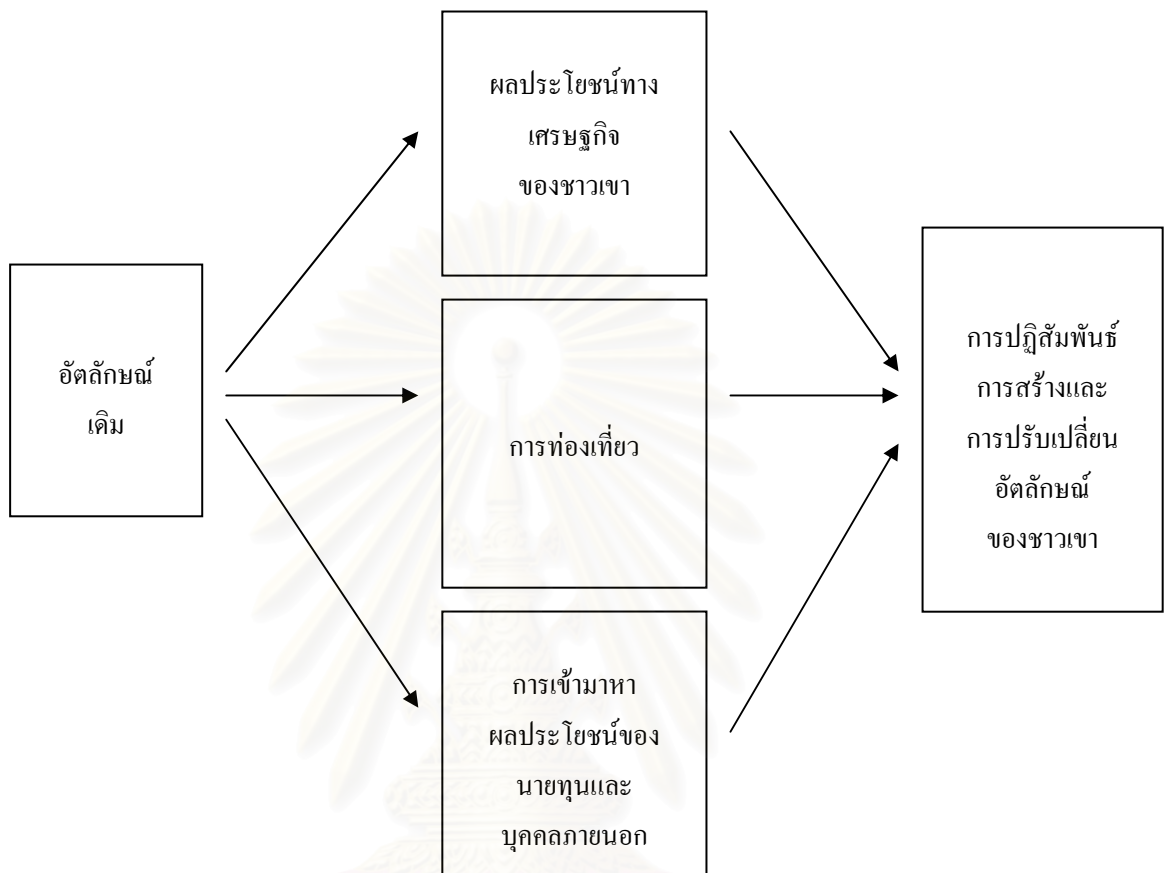 อัตลักษณ์
เดิม
ผลประโยชน์ทาง
เศรษฐกิจ
ของชาวเขา
การท่องเที่ยว
การเข้ามาหา
ผลประโยชน์ของ
นายทุนและ
บุคคลภายนอก
การปฏิสัมพันธ์
การสร้างและ
การปรับเปลี่ยน
อัตลักษณ์
ของชาวเขา